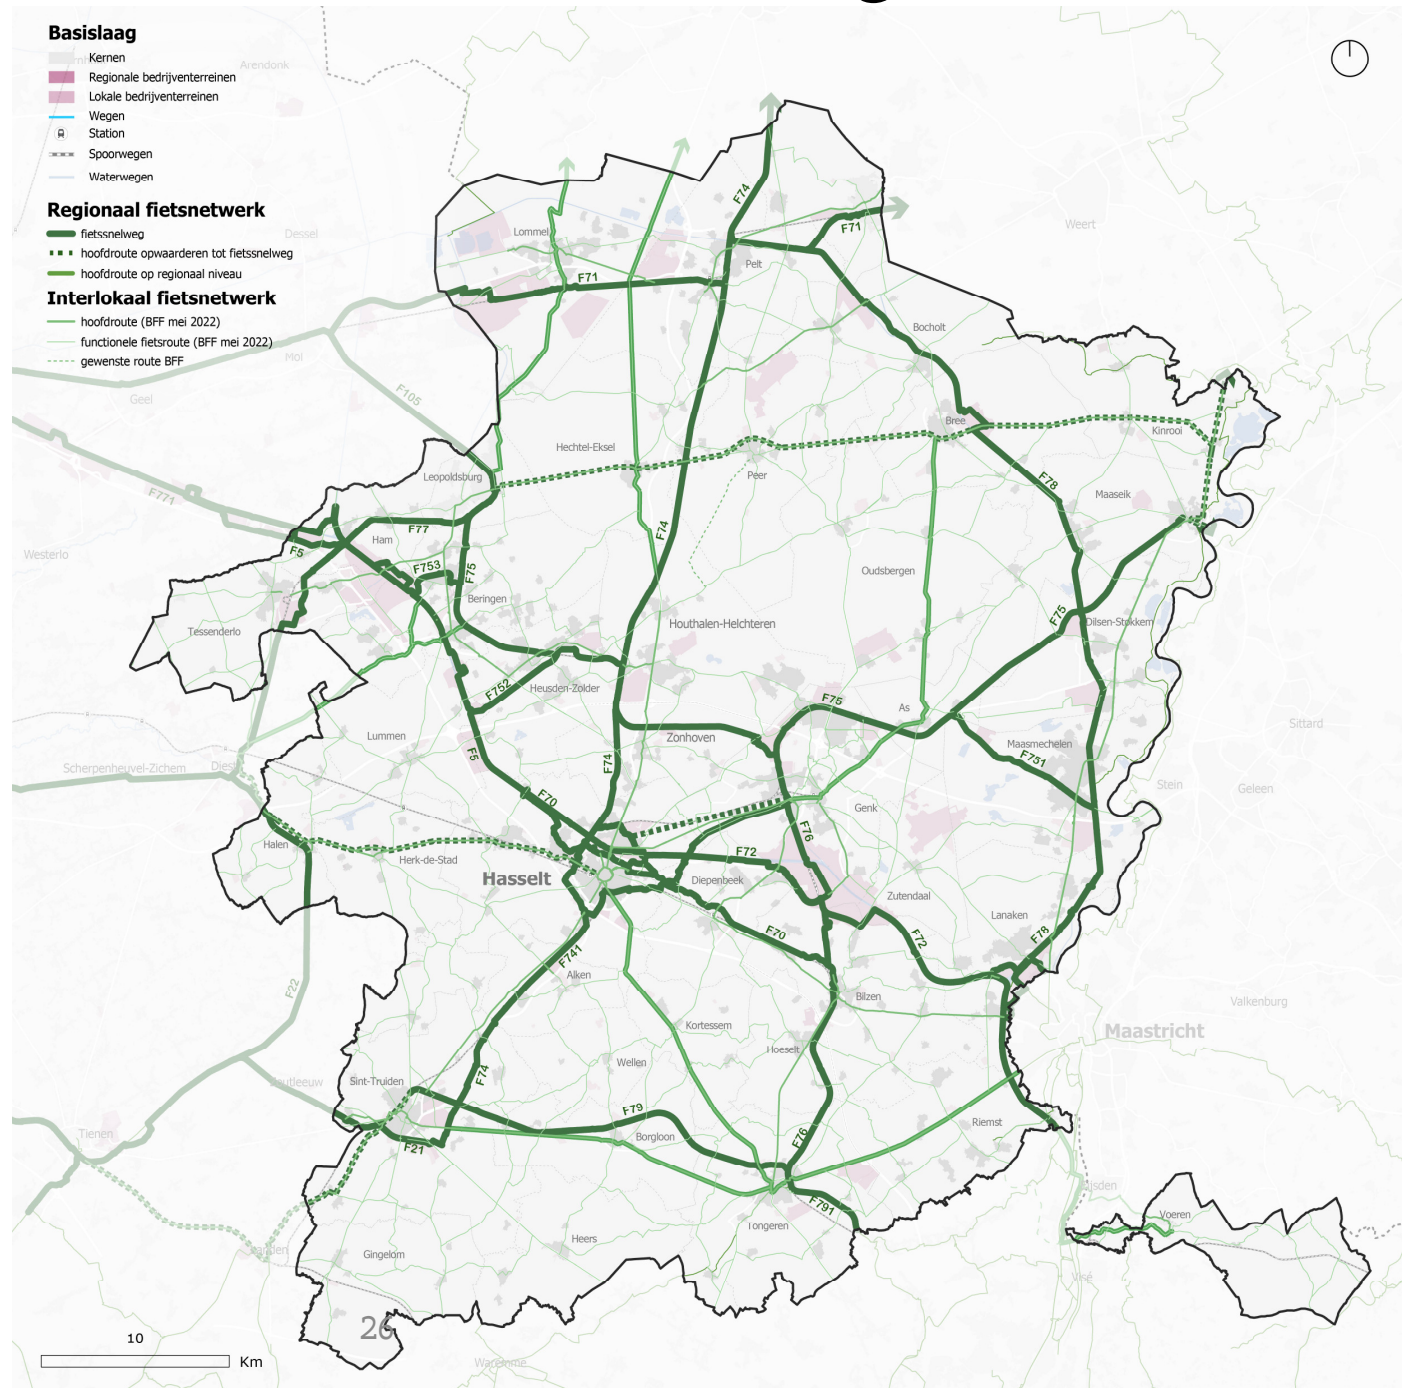 Basislaag
Kernen
Regionale bedrijventerreinen
Lokale bedrijventerreinen
Wegen
Station
Spoorwegen
Waterwegen
Regionaal fietsnetwerk
fietssnelweg
hoofdroute opwaarderen tot fietssnelweg
hoofdroute op regionaal niveau
Interlokaal fietsnetwerk
hoofdroute (BFF mei 2022)
functionele fietsroute (BFF mei 2022)
gewenste route BFF
Arendonk
Dessel
Mol
Geel
Weert
Lommel
Pelt
F74
F71
F71
Bocholt
F105
Bree
Kinrooi
Hechtel-Eksel
Leopoldsburg
Peer
F78
Maaseik
F771
F77
F74
Westerlo
F5
Ham
F753
F75
Oudsbergen
Beringen
F75
Dilsen-Stokkem
Tessenderlo
Houthalen-Helchteren
F752
Heusden-Zolder
F75
As
Sittard
Lummen
F5
F74
Zonhoven
Maasmechelen
F751
Scherpenheuvel-Zichem
Diest
Stein
Geleen
F70
Genk
F76
Halen
Herk-de-Stad
F72
Hasselt
Diepenbeek
Zutendaal
Lanaken
F70
F72
F78
F741
Alken
F22
Bilzen
Valkenburg
Kortessem
Maastricht
Hoeselt
Wellen
Sint-Truiden
F74
F79
Riemst
Tienen
F21
Borgloon
F76
F791
Voeren
Tongeren
Heers
Gingelom
Visé
26
Waremme
10
Km